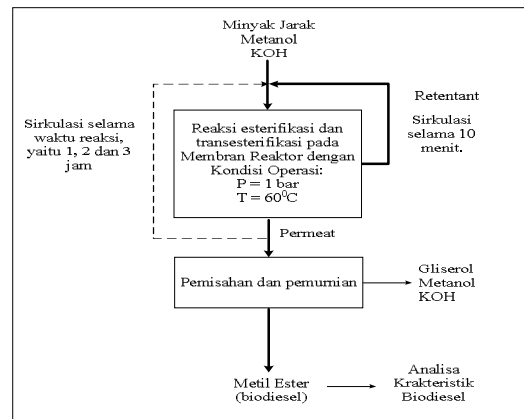 Minyak Jarak
Metanol
KOH
Retentant
Sirkulasi
selama 10
menit.
Sirkulasi selama
waktu reaksi,
yaitu 1, 2 dan 3
jam
Reaksi esterifikasi dan
transesterifikasi pada
Membran Reaktor dengan
Kondisi Operasi:
P = 1 bar
T = 60⁰C
Permeat
Pemisahan dan pemurnian
Gliserol
Metanol
KOH
Metil Ester
(biodiesel)
Analisa
Krakteristik
Biodiesel